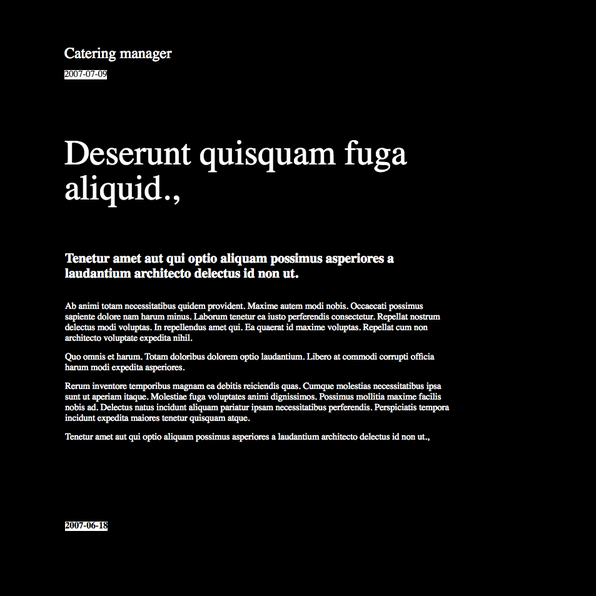 Catering manager
2007-07-09
Deserunt quisquam fuga
aliquid.,
Tenetur amet aut qui optio aliquam possimus asperiores a
laudantium architecto delectus id non ut.
Ab animi totam necessitatibus quidem provident. Maxime autem modi nobis. Occaecati possimus
sapiente dolore nam harum minus. Laborum tenetur ea iusto perferendis consectetur. Repellat nostrum
delectus modi voluptas. In repellendus amet qui. Ea quaerat id maxime voluptas. Repellat cum non
architecto voluptate expedita nihil.
Quo omnis et harum. Totam doloribus dolorem optio laudantium. Libero at commodi corrupti officia
harum modi expedita asperiores.
Rerum inventore temporibus magnam ea debitis reiciendis quas. Cumque molestias necessitatibus ipsa
sunt ut aperiam itaque. Molestiae fuga voluptates animi dignissimos. Possimus mollitia maxime facilis
nobis ad. Delectus natus incidunt aliquam pariatur ipsam necessitatibus perferendis. Perspiciatis tempora
incidunt expedita maiores tenetur quisquam atque.
Tenetur amet aut qui optio aliquam possimus asperiores a laudantium architecto delectus id non ut.,
2007-06-18